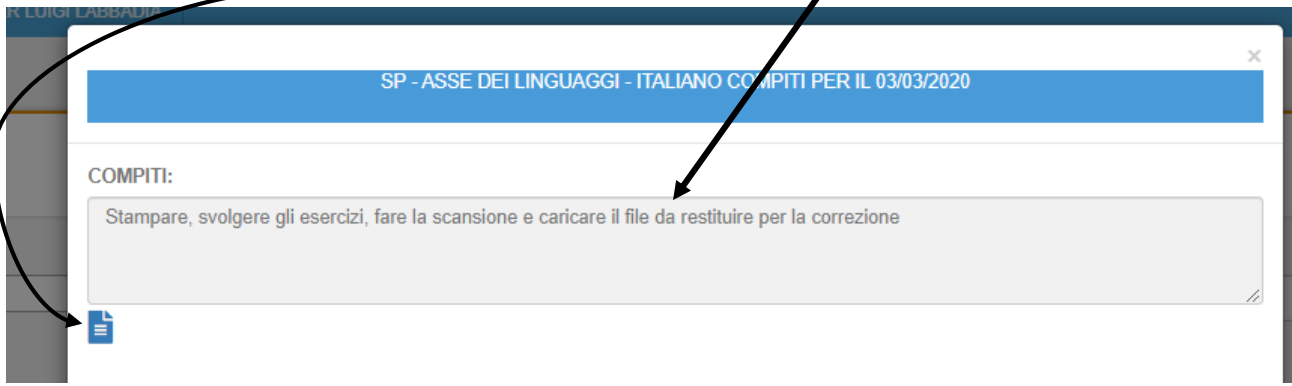 R LUIGI LABBADIA
×
SP - ASSE DEI LINGUAGGI - ITALIANO COMPITI PER IL 03/03/2020
COMPITI:
Stampare, svolgere gli esercizi, fare la scansione e caricare il file da restituire per la correzione